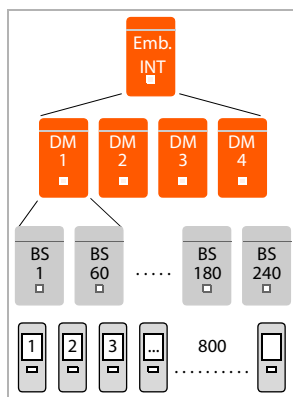 Emb.
INT
DM DM DM DM
1 2 3 4
BS BS BS BS
1 60 ..... 180 240
1 2 3 ... 800
..........